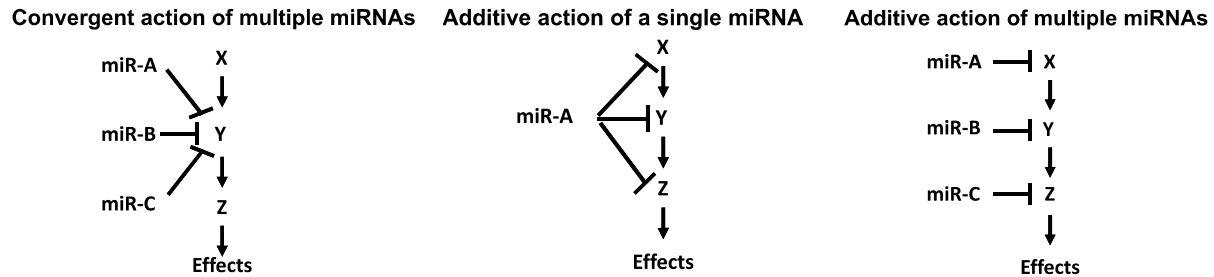 Convergent action of multiple miRNAs
miR-A
X
miR-B
Y
miR-C
Z
Effects
Additive action of a single miRNA
X
miR-A
Y
Z
Effects
Additive action of multiple miRNAs
miR-A
X
miR-B
Y
miR-C
Z
Effects